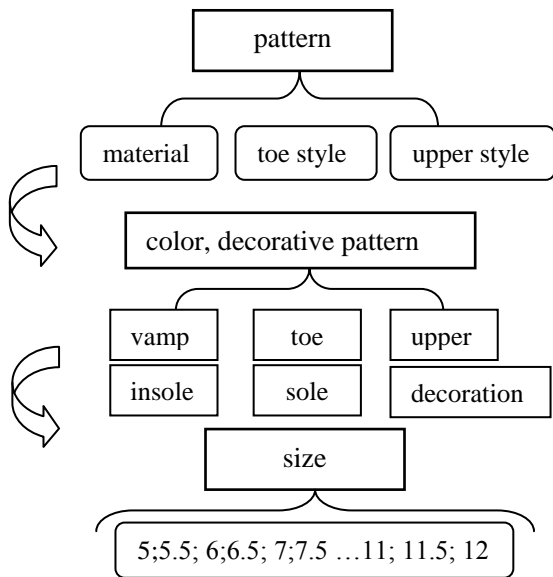 pattern
material toe style upper style
color, decorative pattern
vamp toe upper
insole sole decoration
size
5;5.5; 6;6.5; 7;7.5 …11; 11.5; 12